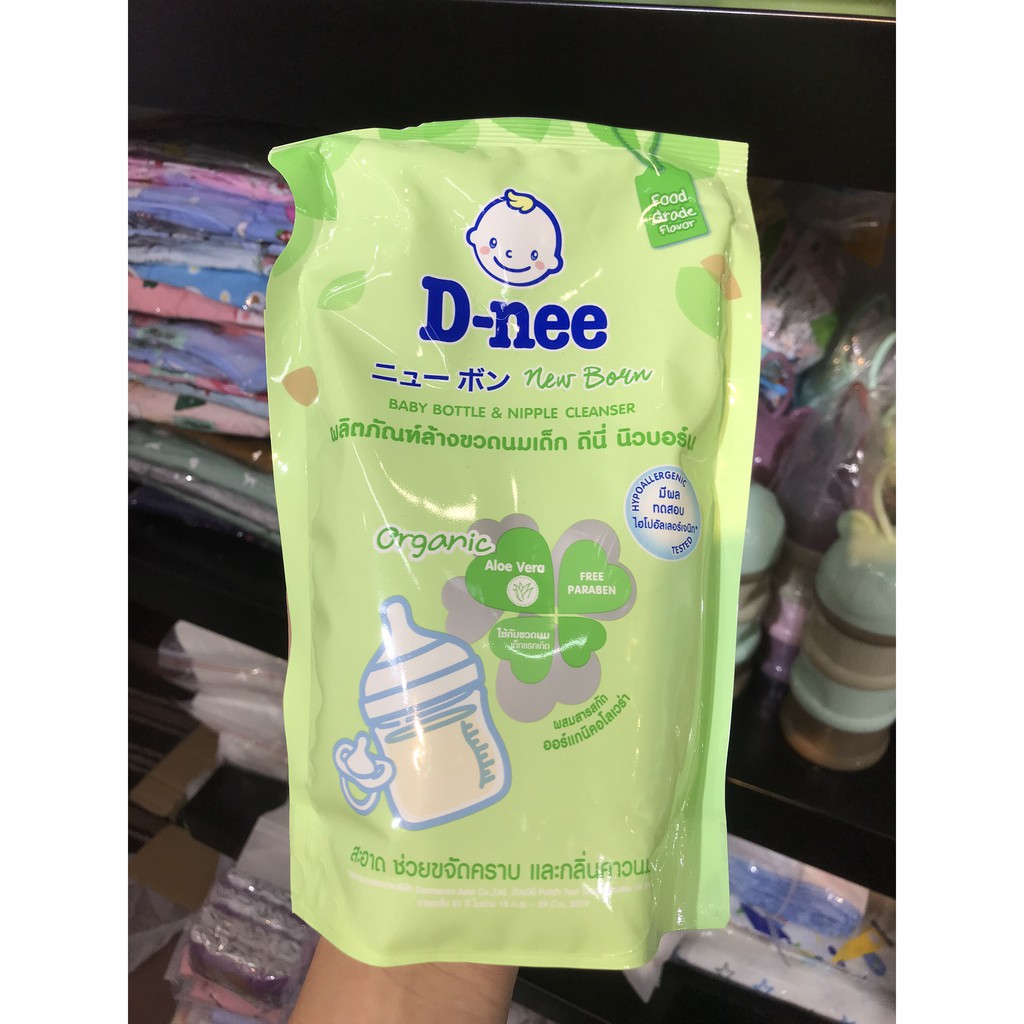 Food
Grade
Flavor
D-nee
ニュー ボン New Born
BABY BOTTLE & NIPPLE CLEANSER
ผลิตภัณฑ์ล้างขวดนมเด็ก ดีนี่ นิวบอร์น
HYPOALLERGENIC
มีผล
ทดสอบ
ไฮโปอัลเลอร์เจนิก*
TESTED
Organic
Aloe Vera
FREE
PARABEN
ใช้กับขวดนม
เด็กแรกเกิด
ผสมสารสกัด
ออร์แกนิคอโลเวร่า
สะอาด ช่วยขจัดคราบ และกลิ่นคาวนม